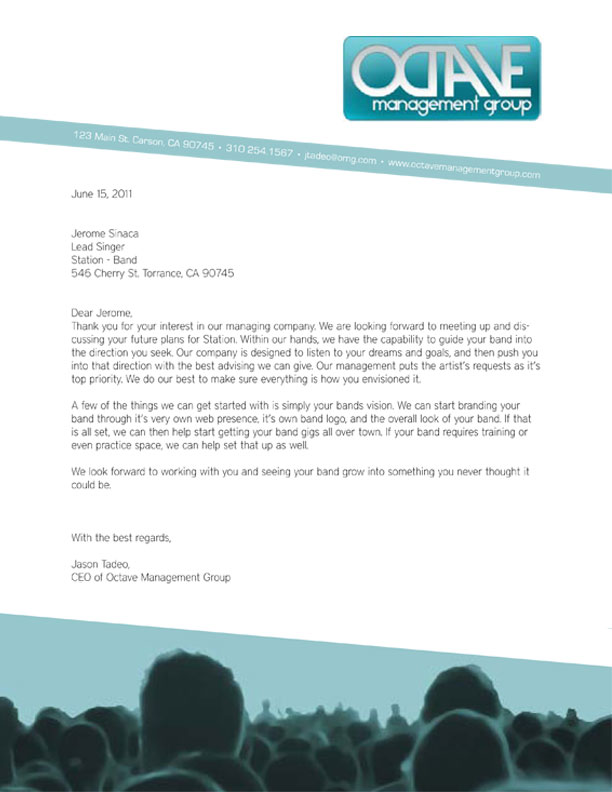 OCTAVE
management group
123 Main St. Carson, CA 90745 • 310 254.1567 • jtadeo@omg.com • www.octavemanagementgroup.com
June 15, 2011
Jerome Sinaca
Lead Singer
Station - Band
546 Cherry St. Torrance, CA 90745
Dear Jerome,
Thank you for your interest in our managing company. We are looking forward to meeting up and dis-
cussing your future plans for Station. Within our hands, we have the capability to guide your band into
the direction you seek. Our company is designed to listen to your dreams and goals, and then push you
into that direction with the best advising we can give. Our management puts the artist's requests as it's
top priority. We do our best to make sure everything is how you envisioned it.
A few of the things we can get started with is simply your bands vision. We can start branding your
band through it's very own web presence, it's own band logo, and the overall look of your band. If that
is all set, we can then help start getting your band gigs all over town. If your band requires training or
even practice space, we can help set that up as well.
We look forward to working with you and seeing your band grow into something you never thought it
could be.
With the best regards,
Jason Tadeo,
CEO of Octave Management Group